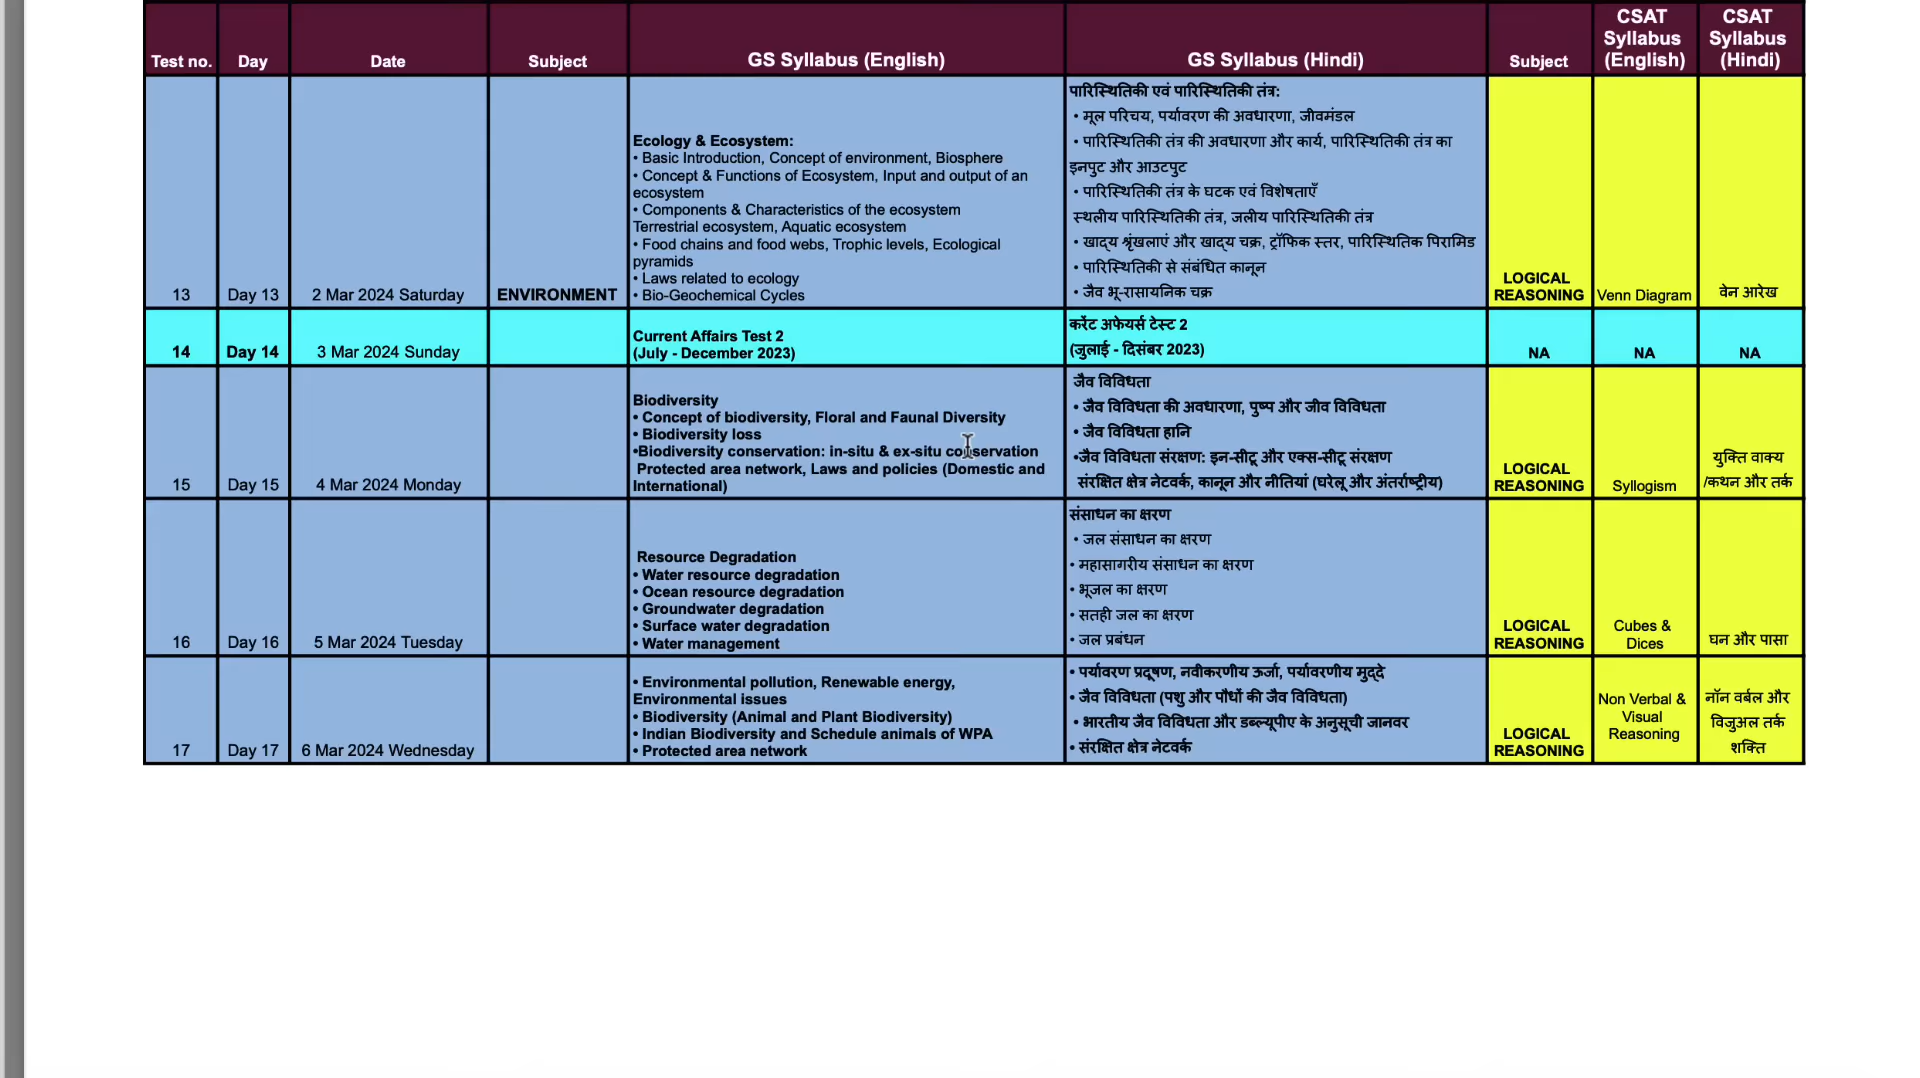 Test no.
Day
Date
Subject
GS Syllabus (English)
GS Syllabus (Hindi)
Subject
CSAT
Syllabus
(English)
CSAT
Syllabus
(Hindi)
13
Day 13
2 Mar 2024 Saturday
ENVIRONMENT
Ecology & Ecosystem:
• Basic Introduction, Concept of environment, Biosphere
• Concept & Functions of Ecosystem, Input and output of an
ecosystem
• Components & Characteristics of the ecosystem
Terrestrial ecosystem, Aquatic ecosystem
• Food chains and food webs, Trophic levels, Ecological
pyramids
• Laws related to ecology
• Bio-Geochemical Cycles
पारिस्थितिकी एवं पारिस्थितिकी तंत्र:
• मूल परिचय, पर्यावरण की अवधारणा, जीवमंडल
• पारिस्थितिकी तंत्र की अवधारणा और कार्य, पारिस्थितिकी तंत्र का
इनपुट और आउटपुट
• पारिस्थितिकी तंत्र के घटक एवं विशेषताएँ
स्थलीय पारिस्थितिकी तंत्र, जलीय पारिस्थितिकी तंत्र
• खाद्य श्रृंखलाएं और खाद्य चक्र, ट्रॉफिक स्तर, पारिस्थितिक पिरामिड
• पारिस्थितिकी से संबंधित कानून
• जैव भू-रासायनिक चक्र
LOGICAL
REASONING
Venn Diagram
वेन आरेख
14
Day 14
3 Mar 2024 Sunday
Current Affairs Test 2
(July - December 2023)
करेंट अफेयर्स टेस्ट 2
(जुलाई - दिसंबर 2023)
NA
NA
NA
15
Day 15
4 Mar 2024 Monday
Biodiversity
• Concept of biodiversity, Floral and Faunal Diversity
• Biodiversity loss
•Biodiversity conservation: in-situ & ex-situ conservation
Protected area network, Laws and policies (Domestic and
International)
जैव विविधता
• जैव विविधता की अवधारणा, पुष्प और जीव विविधता
• जैव विविधता हानि
•जैव विविधता संरक्षण: इन-सीटू और एक्स-सीटू संरक्षण
संरक्षित क्षेत्र नेटवर्क, कानून और नीतियां (घरेलू और अंतर्राष्ट्रीय)
LOGICAL
REASONING
Syllogism
युक्ति वाक्य
/कथन और तर्क
16
Day 16
5 Mar 2024 Tuesday
Resource Degradation
• Water resource degradation
• Ocean resource degradation
• Groundwater degradation
• Surface water degradation
• Water management
संसाधन का क्षरण
• जल संसाधन का क्षरण
• महासागरीय संसाधन का क्षरण
• भूजल का क्षरण
• सतही जल का क्षरण
• जल प्रबंधन
LOGICAL
REASONING
Cubes &
Dices
घन और पासा
17
Day 17
6 Mar 2024 Wednesday
• Environmental pollution, Renewable energy,
Environmental issues
• Biodiversity (Animal and Plant Biodiversity)
• Indian Biodiversity and Schedule animals of WPA
• Protected area network
• पर्यावरण प्रदूषण, नवीकरणीय ऊर्जा, पर्यावरणीय मुद्दे
• जैव विविधता (पशु और पौधों की जैव विविधता)
• भारतीय जैव विविधता और डब्ल्यूपीए के अनुसूची जानवर
• संरक्षित क्षेत्र नेटवर्क
LOGICAL
REASONING
Non Verbal &
Visual
Reasoning
नॉन वर्बल और
विजुअल तर्क
शक्ति